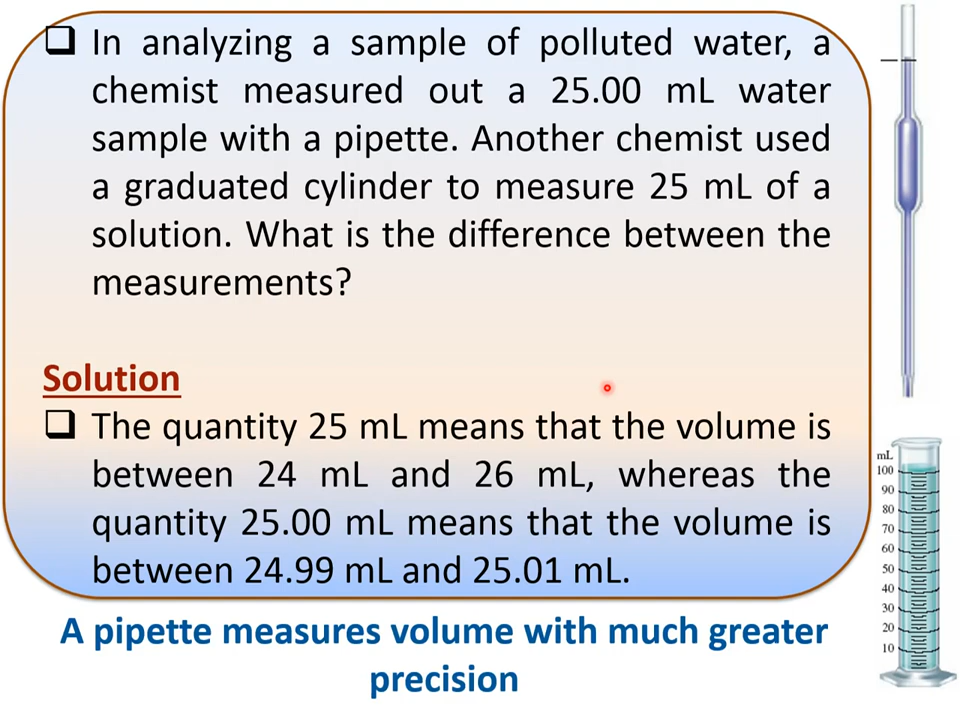 ❑ In analyzing a sample of polluted water, a
chemist measured out a 25.00 mL water
sample with a pipette. Another chemist used
a graduated cylinder to measure 25 mL of a
solution. What is the difference between the
measurements?
Solution
❑ The quantity 25 mL means that the volume is
between 24 mL and 26 mL, whereas the
quantity 25.00 mL means that the volume is
between 24.99 mL and 25.01 mL.
A pipette measures volume with much greater
precision
mL
100
90
80
70
60
50
40
30
20
10